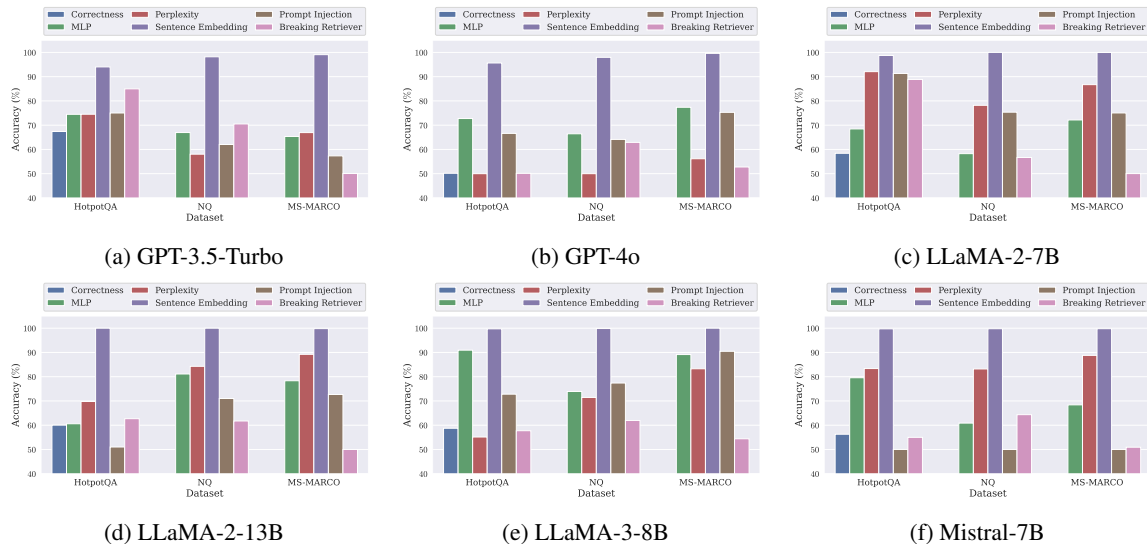 Correctness Perplexity Prompt Injection
MLP Sentence Embedding Breaking Retriever
100
90
80
70
60
50
40
Accuracy (%)
HotpotQA NQ MS-MARCO
Dataset
(a) GPT-3.5-Turbo
Correctness Perplexity Prompt Injection
MLP Sentence Embedding Breaking Retriever
100
90
80
70
60
50
40
Accuracy (%)
HotpotQA NQ MS-MARCO
Dataset
(b) GPT-4o
Correctness Perplexity Prompt Injection
MLP Sentence Embedding Breaking Retriever
100
90
80
70
60
50
40
Accuracy (%)
HotpotQA NQ MS-MARCO
Dataset
(c) LLaMA-2-7B
Correctness Perplexity Prompt Injection
MLP Sentence Embedding Breaking Retriever
100
90
80
70
60
50
40
Accuracy (%)
HotpotQA NQ MS-MARCO
Dataset
(d) LLaMA-2-13B
Correctness Perplexity Prompt Injection
MLP Sentence Embedding Breaking Retriever
100
90
80
70
60
50
40
Accuracy (%)
HotpotQA NQ MS-MARCO
Dataset
(e) LLaMA-3-8B
Correctness Perplexity Prompt Injection
MLP Sentence Embedding Breaking Retriever
100
90
80
70
60
50
40
Accuracy (%)
HotpotQA NQ MS-MARCO
Dataset
(f) Mistral-7B